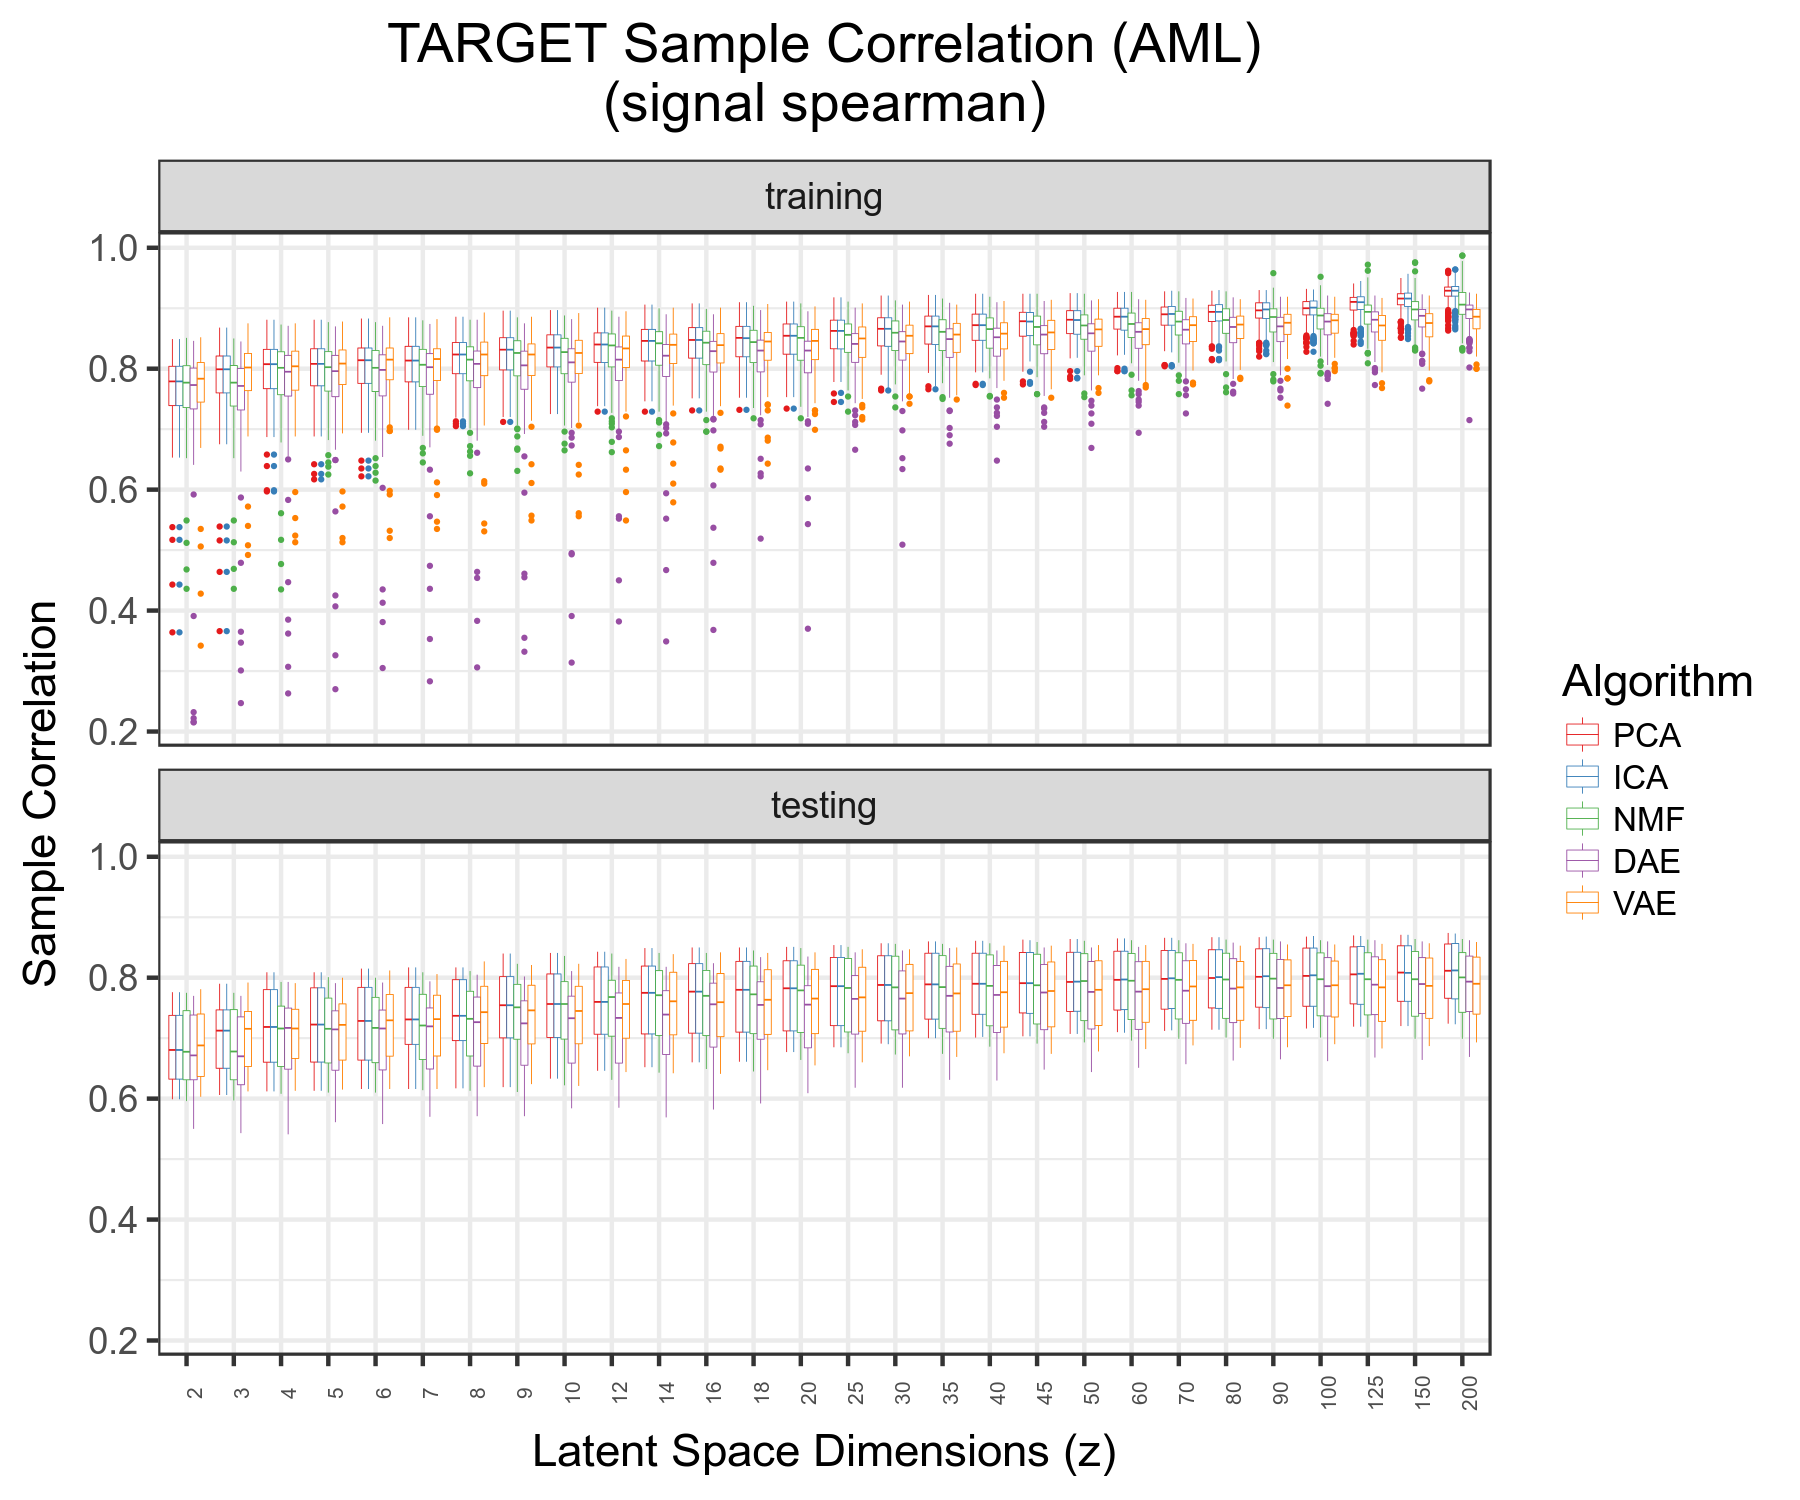 TARGET Sample Correlation (AML)
(signal spearman)
training
1.0
0.8
0.6
0.4
0.2
testing
1.0
0.8
0.6
0.4
0.2
Sample Correlation
2 3 4 5 6 7 8 9 10 12 14 16 18 20 25 30 35 40 45 50 60 70 80 90 100 125 150 200
Latent Space Dimensions (z)
Algorithm
PCA
ICA
NMF
DAE
VAE